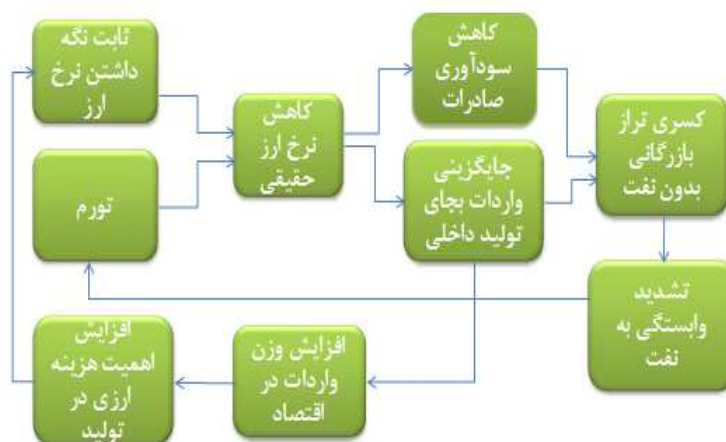 ثابت نگه
داشتن نرخ
ارز
تورم
کاهش
نرخ ارز
حقیقی
کاهش
سودآوری
صادرات
جایگزینی
واردات بجای
تولید داخلی
کسری تراز
بازرگانی
بدون نفت
تشدید
وابستگی به
نفت
افزایش وزن
واردات در
اقتصاد
افزایش
اهمیت هزینه
ارزی در
تولید